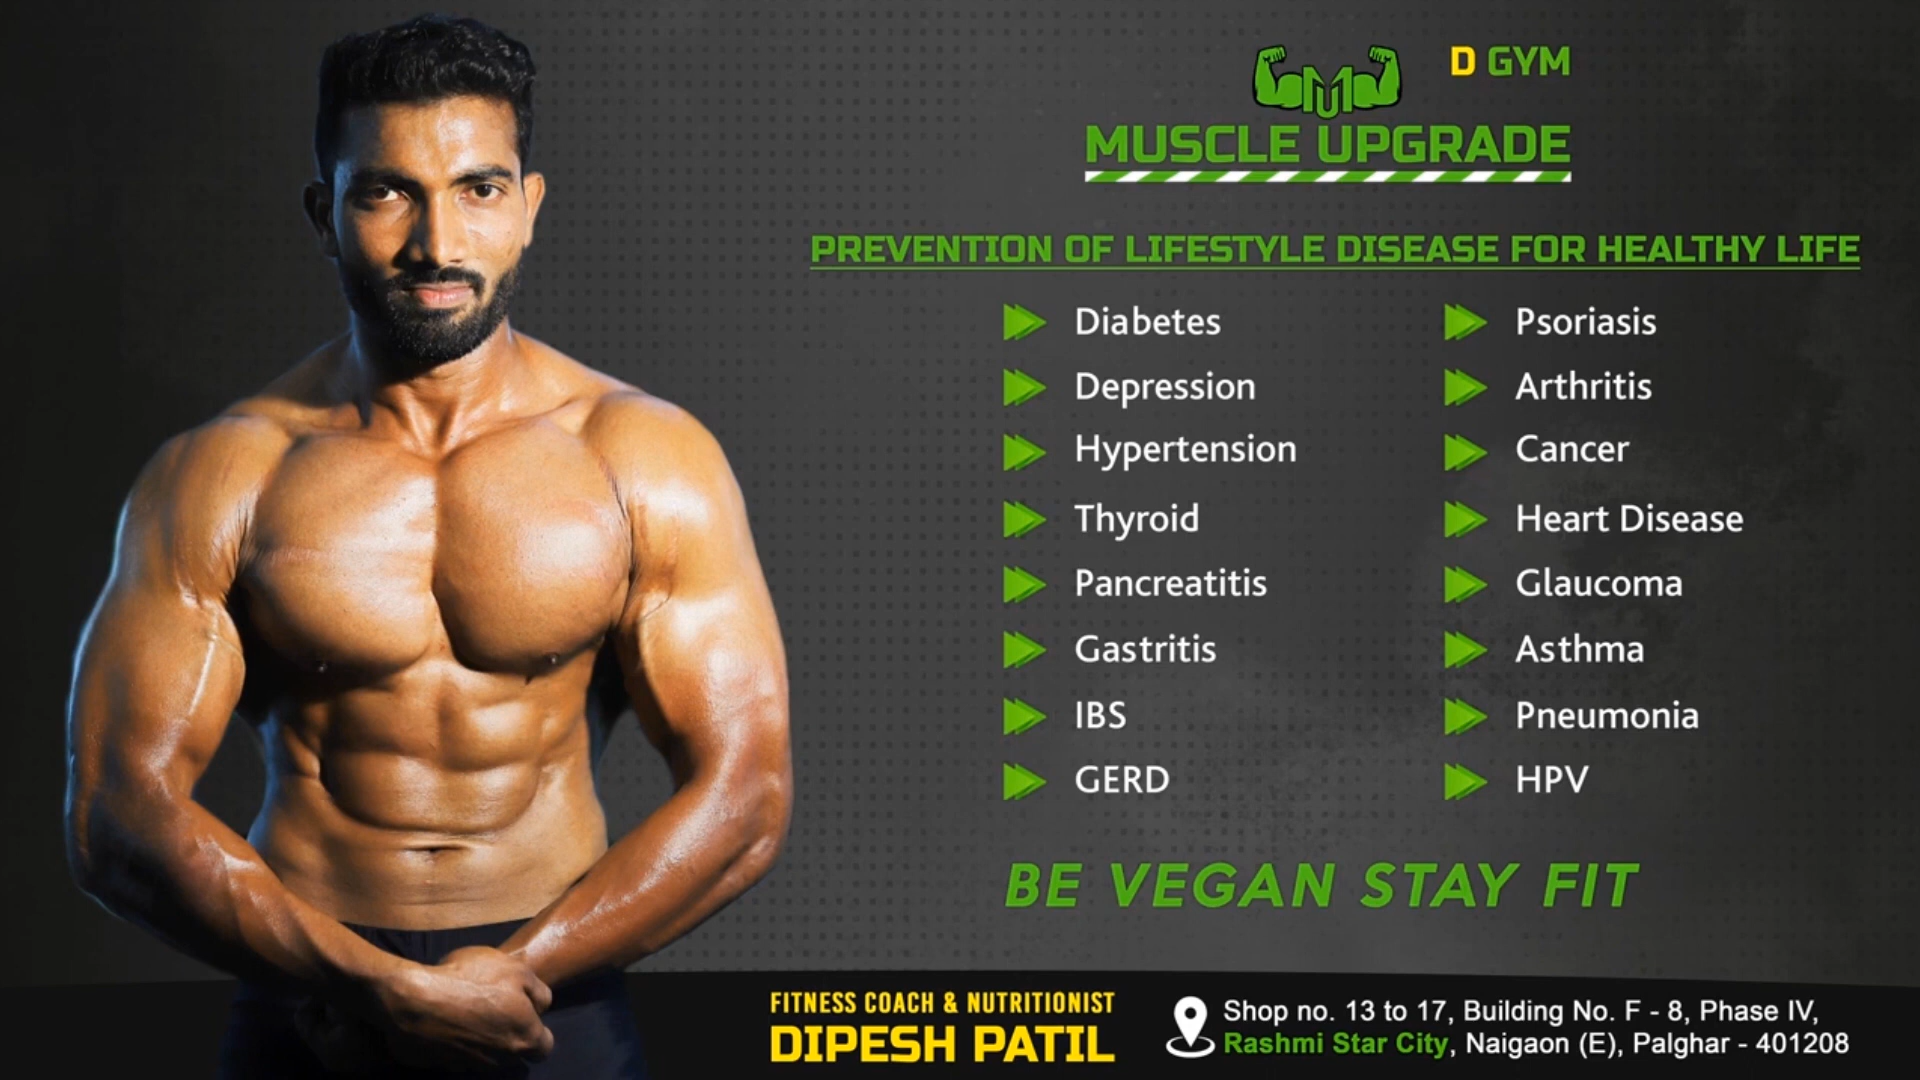 D GYM
MUSCLE UPGRADE
PREVENTION OF LIFESTYLE DISEASE FOR HEALTHY LIFE
Diabetes
Depression
Hypertension
Thyroid
Pancreatitis
Gastritis
IBS
GERD
Psoriasis
Arthritis
Cancer
Heart Disease
Glaucoma
Asthma
Pneumonia
HPV
BE VEGAN STAY FIT
FITNESS COACH & NUTRITIONIST
DIPESH PATIL
Shop no. 13 to 17, Building No. F - 8, Phase IV,
Rashmi Star City, Naigaon (E), Palghar - 401208